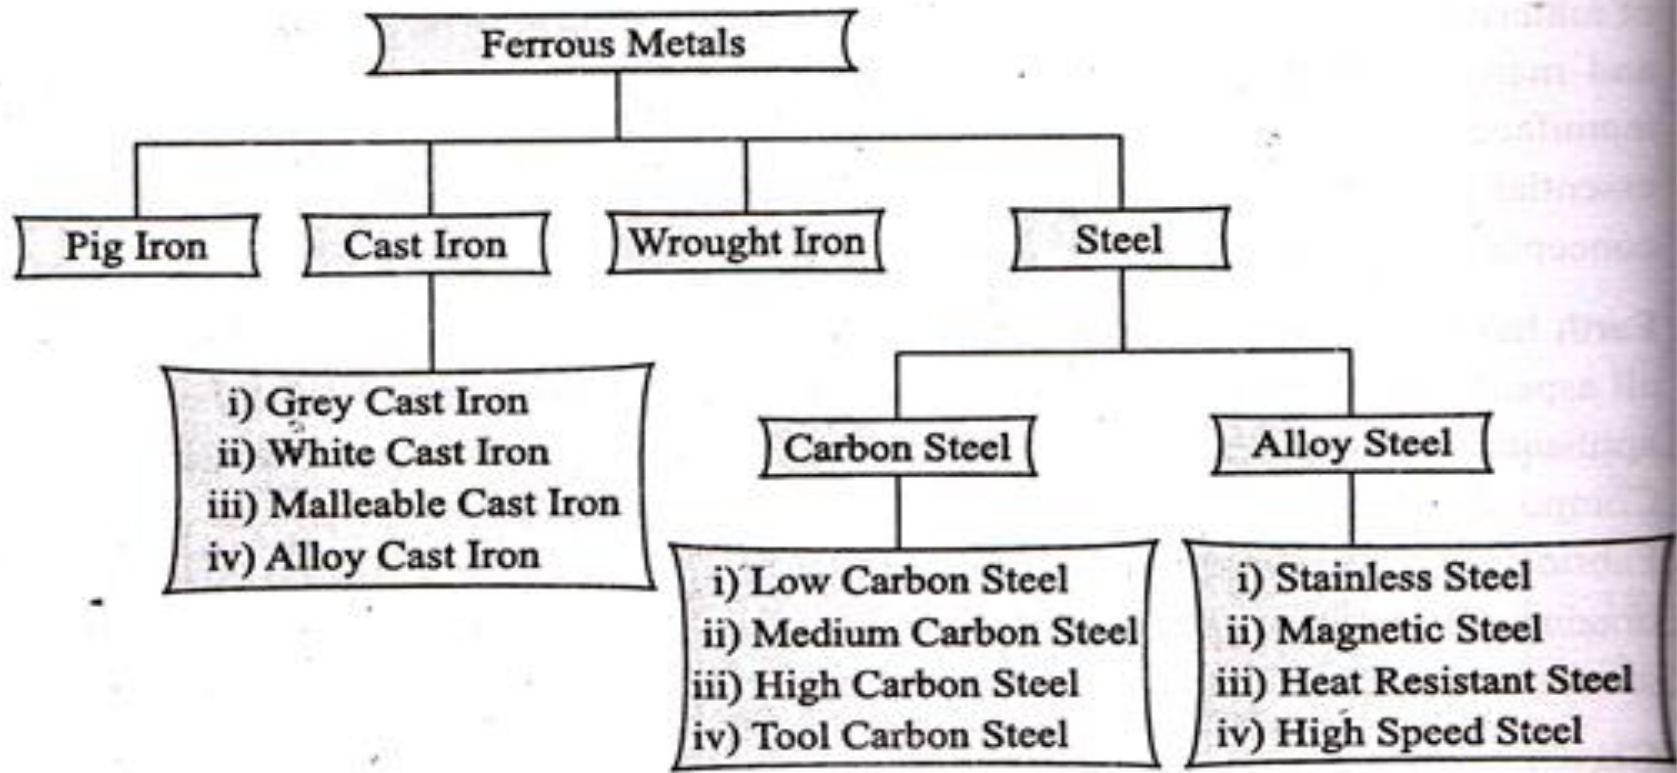 Ferrous Metals
Pig Iron
Cast Iron
Wrought Iron
Steel
i) Grey Cast Iron
ii) White Cast Iron
iii) Malleable Cast Iron
iv) Alloy Cast Iron
Carbon Steel
Alloy Steel
i) Low Carbon Steel
ii) Medium Carbon Steel
iii) High Carbon Steel
iv) Tool Carbon Steel
i) Stainless Steel
ii) Magnetic Steel
iii) Heat Resistant Steel
iv) High Speed Steel